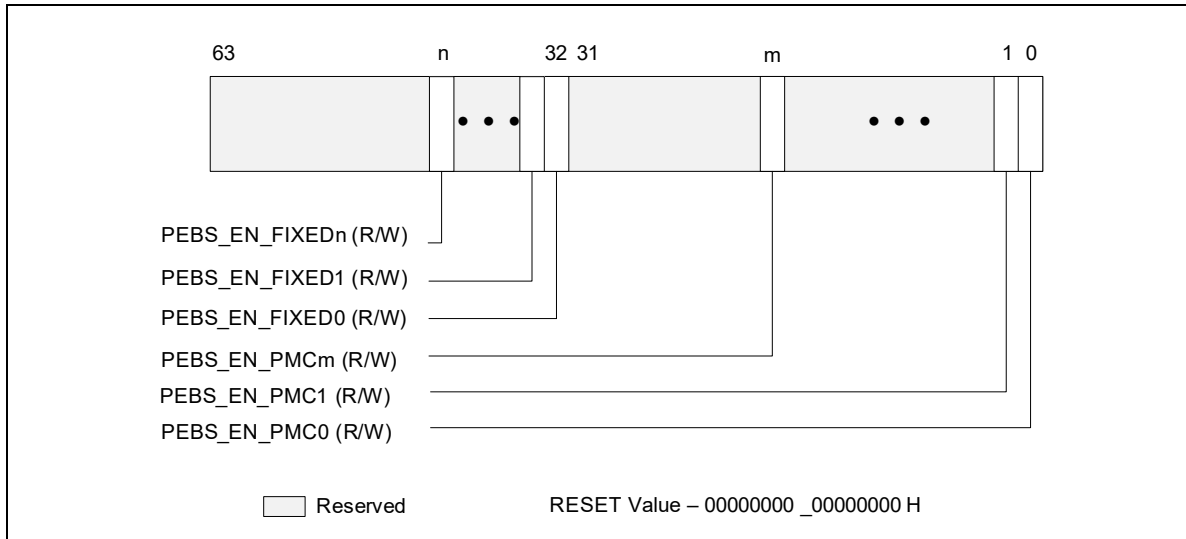 63 n 32 31 m 1 0
PEBS_EN_FIXEDn (R/W)
PEBS_EN_FIXED1 (R/W)
PEBS_EN_FIXED0 (R/W)
PEBS_EN_PMCm (R/W)
PEBS_EN_PMC1 (R/W)
PEBS_EN_PMC0 (R/W)
Reserved RESET Value – 00000000 _00000000 H